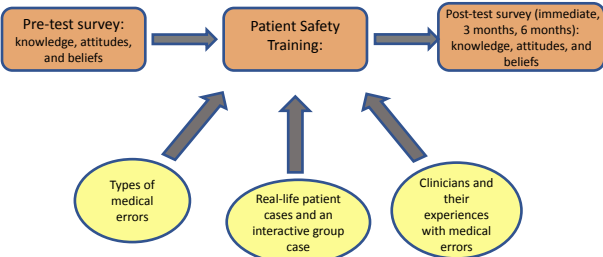 Pre-test survey:
knowledge, attitudes,
and beliefs
Patient Safety
Training:
Post-test survey (immediate,
3 months, 6 months):
knowledge, attitudes, and
beliefs
Types of
medical
errors
Real-life patient
cases and an
interactive group
case
Clinicians and
their
experiences
with medical
errors